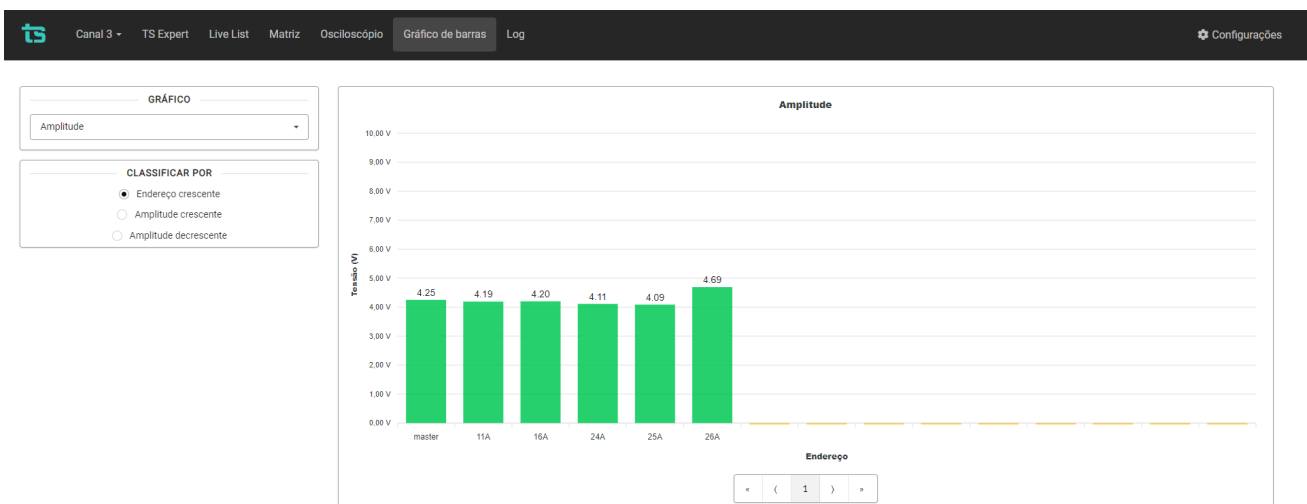 ts Canal 3 TS Expert Live List Matriz Osciloscópio Gráfico de barras Log Configurações
GRÁFICO
Amplitude
CLASSIFICAR POR
Endereço crescente
Amplitude crescente
Amplitude decrescente
Amplitude
Tensão (V)
10,00 V
9,00 V
8,00 V
7,00 V
6,00 V
5,00 V
4,00 V
3,00 V
2,00 V
1,00 V
0,00 V
4.25 4.19 4.20 4.11 4.09 4.69
master 11A 16A 24A 25A 26A
Endereço
« ⟨ 1 ⟩ »